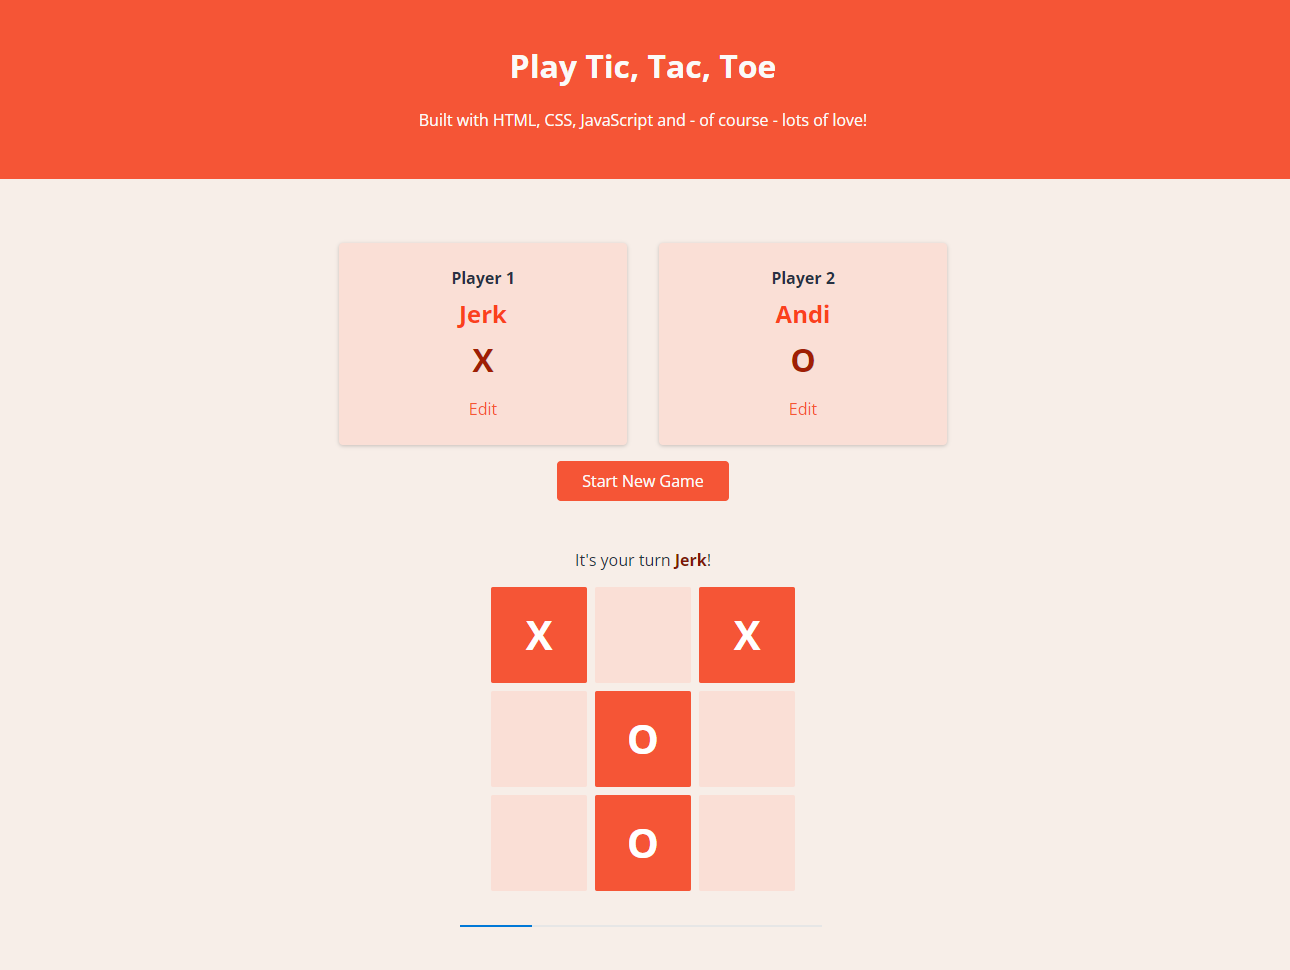 Play Tic, Tac, Toe
Built with HTML, CSS, JavaScript and - of course - lots of love!
Player 1
Jerk
X
Edit
Player 2
Andi
O
Edit
Start New Game
It's your turn Jerk!
X X
O
O